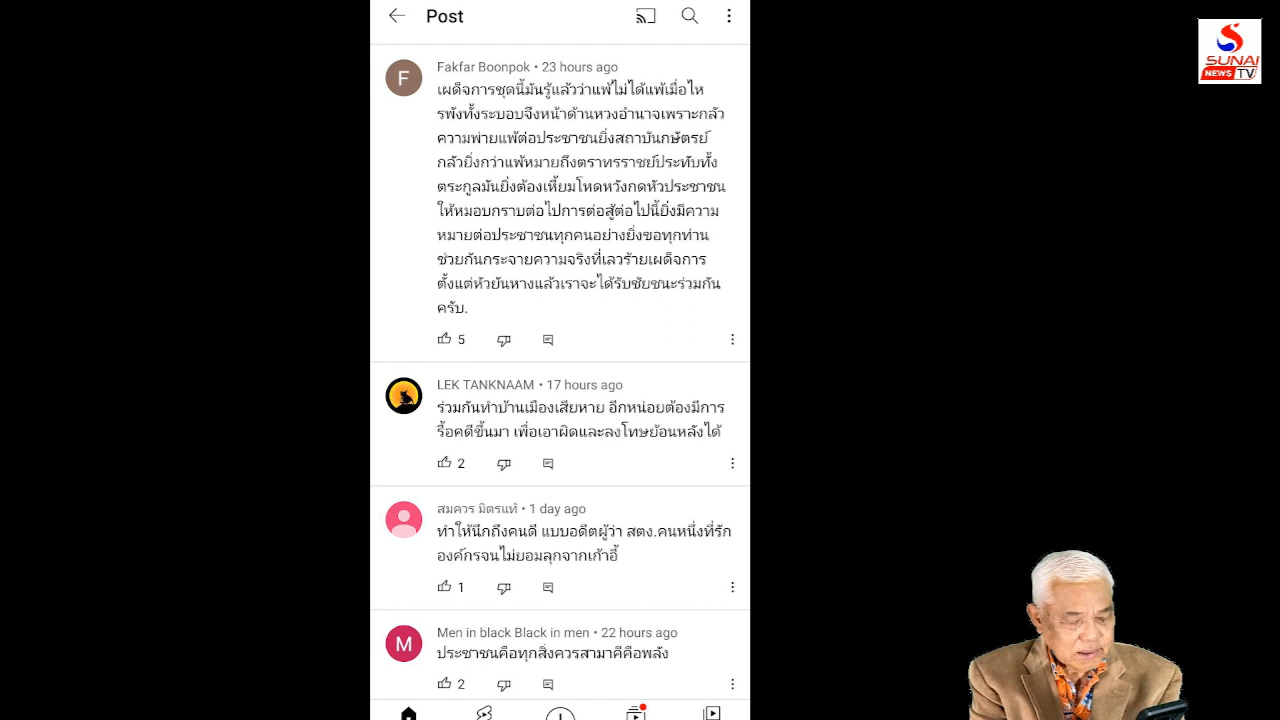 Post
SUNAI
NEWS TV
F
Fakfar Boonpok • 23 hours ago
เผด็จการชุดนี้มันรู้แล้วว่าแพ้ไม่ได้แพ้เมื่อไห
รพังทั้งระบอบจึงหน้าด้านหวงอำนาจเพราะกลัว
ความพ่ายแพ้ต่อประชาชนยิ่งสถาบันกษัตรย์
กลัวยิ่งกว่าแพ้หมายถึงตราทรราชย์ประทับทั้ง
ตระกูลมันยิ่งต้องเหี้ยมโหดหวังกดหัวประชาชน
ให้หมอบกราบต่อไปการต่อสู้ต่อไปนี้ยิ่งมีความ
หมายต่อประชาชนทุกคนอย่างยิ่งขอทุกท่าน
ช่วยกันกระจายความจริงที่เลวร้ายเผด็จการ
ตั้งแต่หัวยันหางแล้วเราจะได้รับชัยชนะร่วมกัน
ครับ.
5
LEK TANKNAAM • 17 hours ago
ร่วมกันทำบ้านเมืองเสียหาย อีกหน่อยต้องมีการ
รื้อคดีขึ้นมา เพื่อเอาผิดและลงโทษย้อนหลังได้
2
สมควร มิตรแท้ • 1 day ago
ทำให้นึกถึงคนดี แบบอดีตผู้ว่า สตง.คนหนึ่งที่รัก
องค์กรจนไม่ยอมลุกจากเก้าอี้
1
M
Men in black Black in men • 22 hours ago
ประชาชนคือทุกสิ่งควรสามาคีคือพลัง
2